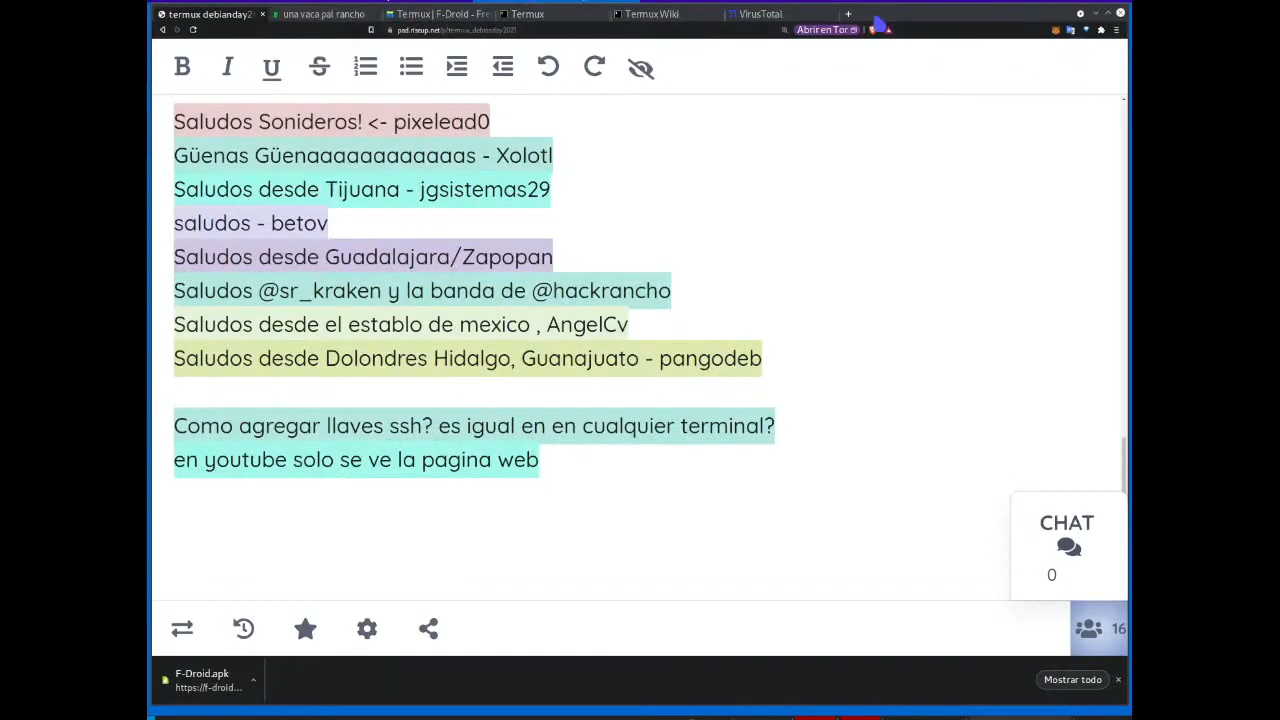 termux debianday2
una vaca pal rancho
Termux | F-Droid - Fre
Termux
Termux Wiki
VirusTotal
pad.riseup.net/p/termux_debianday2021
Abrir en Tor
Saludos Sonideros! <- pixelead0
Güenas Güenaaaaaaaaaaaas - Xolotl
Saludos desde Tijuana - jgsistemas29
saludos - betov
Saludos desde Guadalajara/Zapopan
Saludos @sr_kraken y la banda de @hackrancho
Saludos desde el establo de mexico , AngelCv
Saludos desde Dolondres Hidalgo, Guanajuato - pangodeb
Como agregar llaves ssh? es igual en en cualquier terminal?
en youtube solo se ve la pagina web
CHAT
0
16
F-Droid.apk
https://f-droid...
Mostrar todo